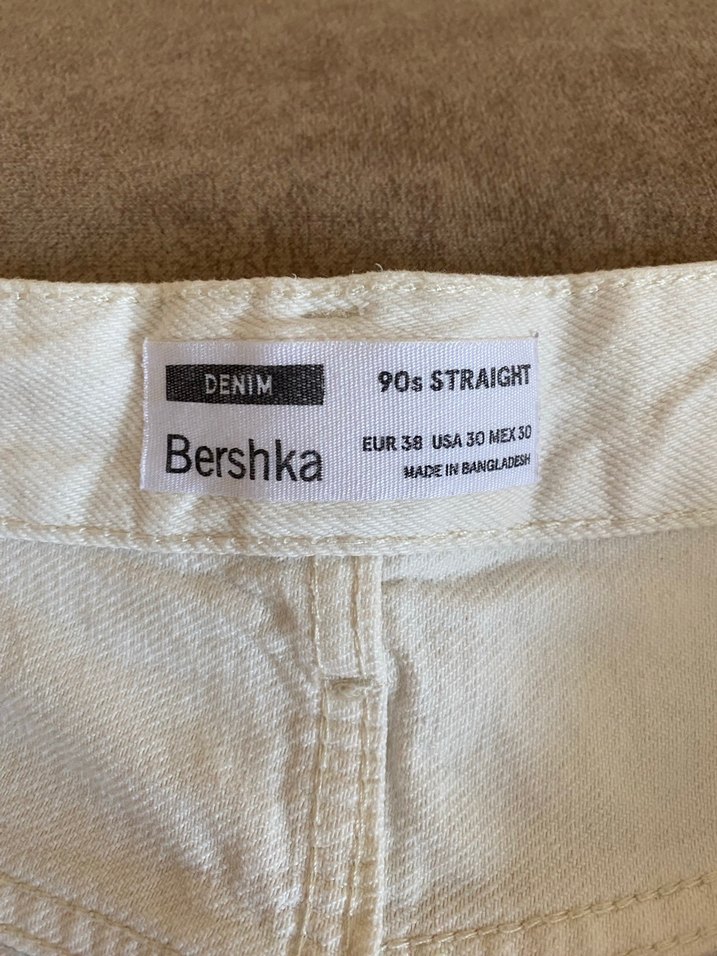 DENIM
Bershka
90s STRAIGHT
EUR 38 USA 30 MEX 30
MADE IN BANGLADESH